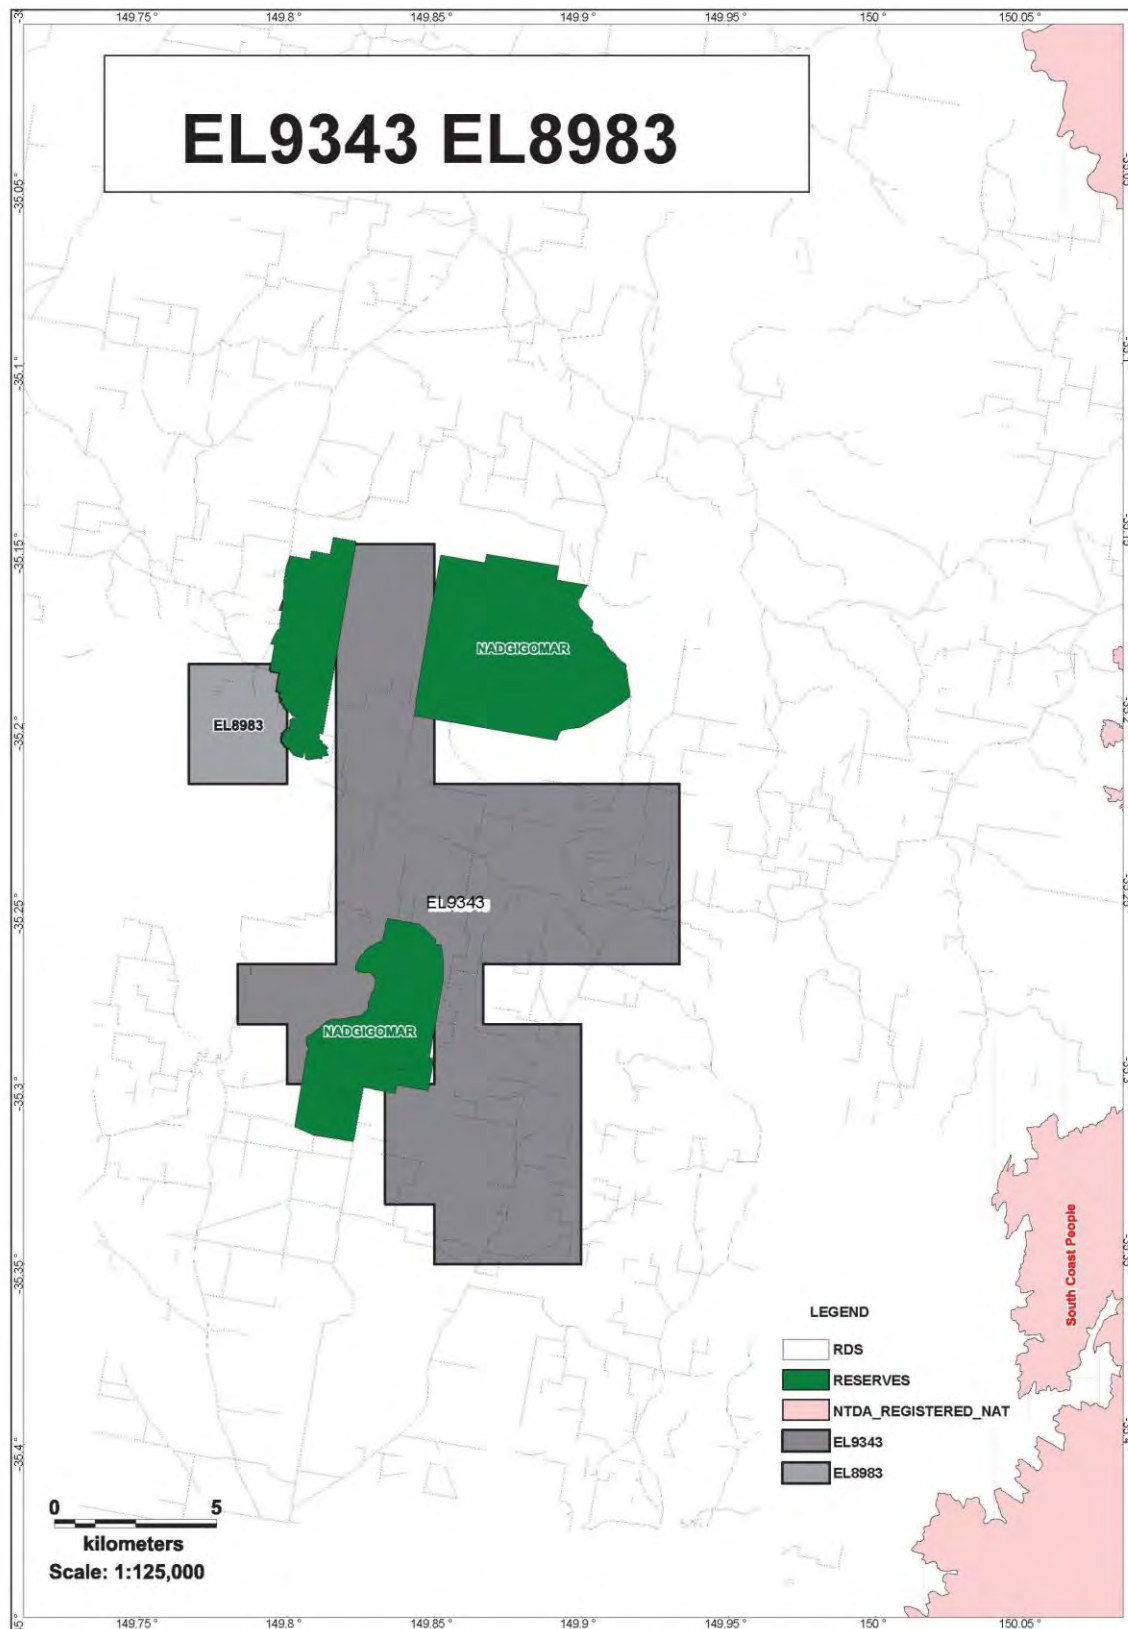 149.75 ° 149.8 ° 149.85 ° 149.9 ° 149.95 ° 150 ° 150.05 °
EL9343 EL8983
-35.05 °
-35.1 °
-35.15 °
-35.2 °
-35.25 °
-35.3 °
-35.35 °
-35.4 °
NADGIGOMAR
EL8983
EL9343
NADGIGOMAR
South Coast People
LEGEND
RDS
RESERVES
NTDA_REGISTERED_NAT
EL9343
EL8983
0 5
kilometers
Scale: 1:125,000
149.75 ° 149.8 ° 149.85 ° 149.9 ° 149.95 ° 150 ° 150.05 °